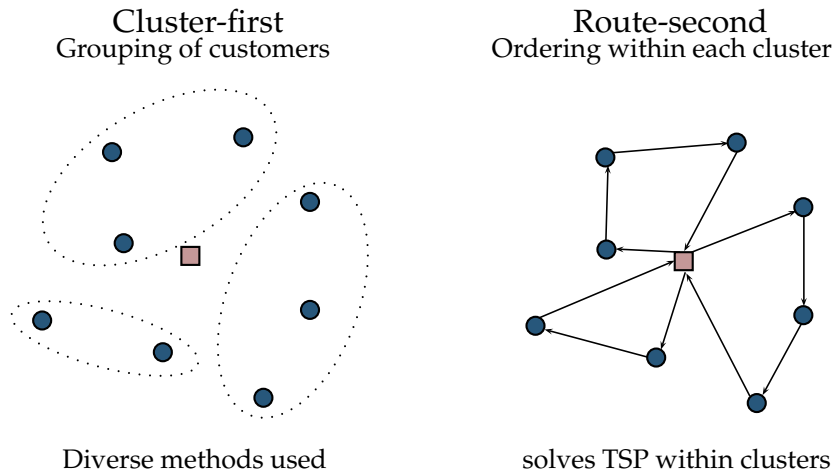 Cluster-first
Grouping of customers
Diverse methods used
Route-second
Ordering within each cluster
solves TSP within clusters